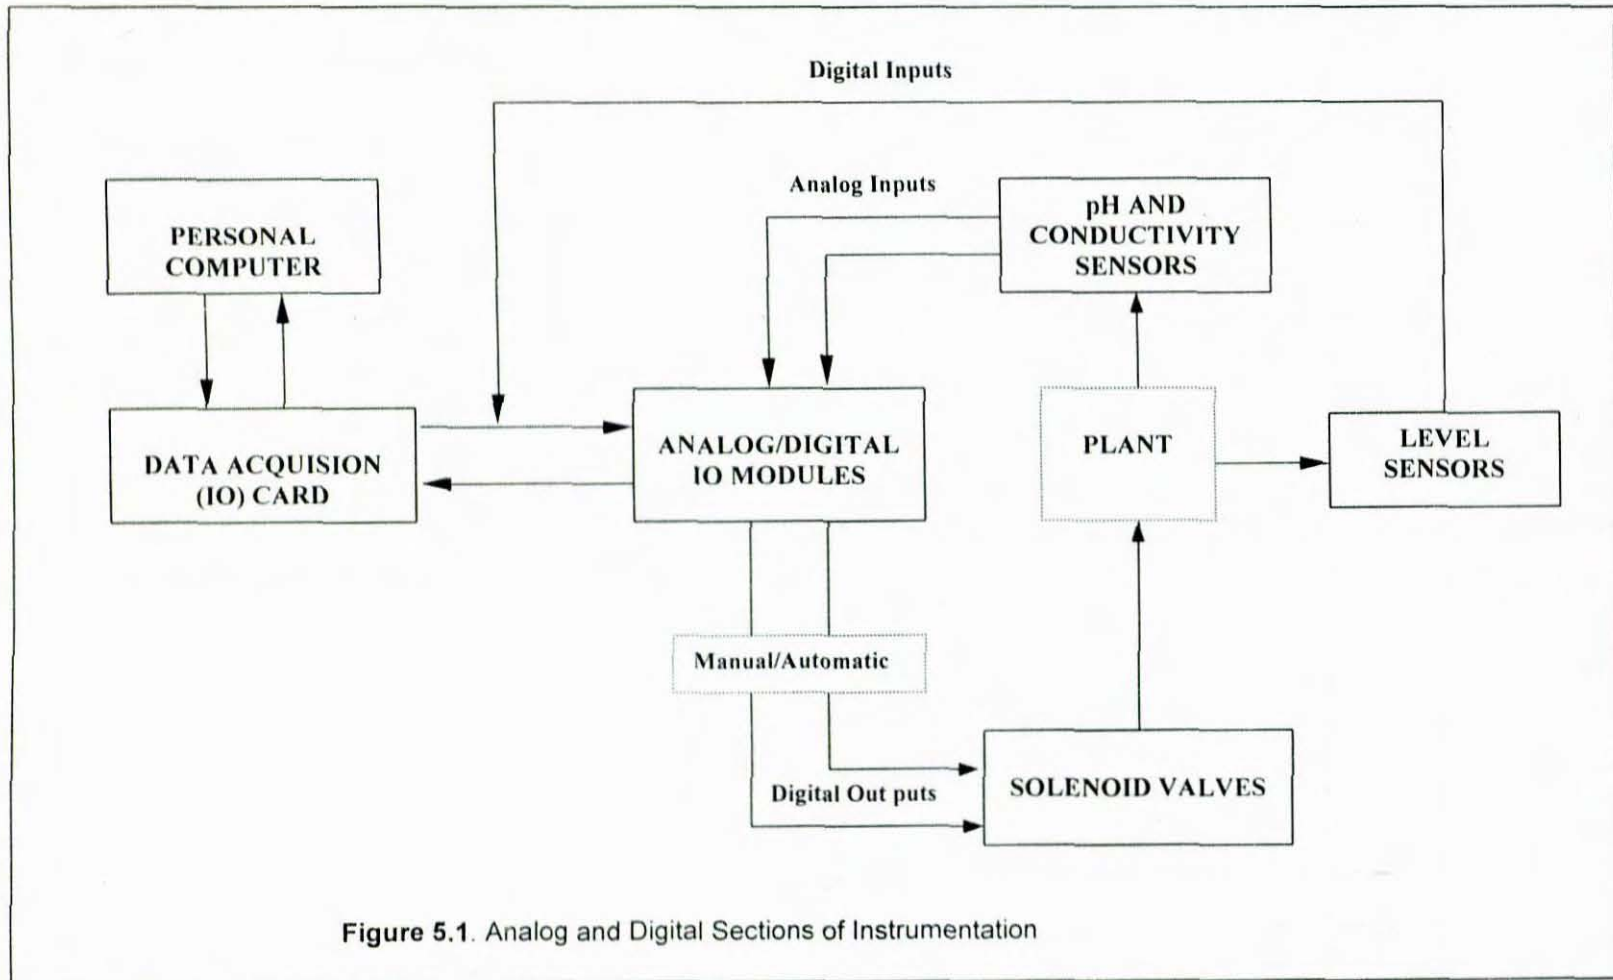 Digital Inputs
Analog Inputs
PERSONAL
COMPUTER
pH AND
CONDUCTIVITY
SENSORS
DATA ACQUISION
(IO) CARD
ANALOG/DIGITAL
IO MODULES
PLANT
LEVEL
SENSORS
Manual/Automatic
Digital Out puts
SOLENOID VALVES
Figure 5.1. Analog and Digital Sections of Instrumentation